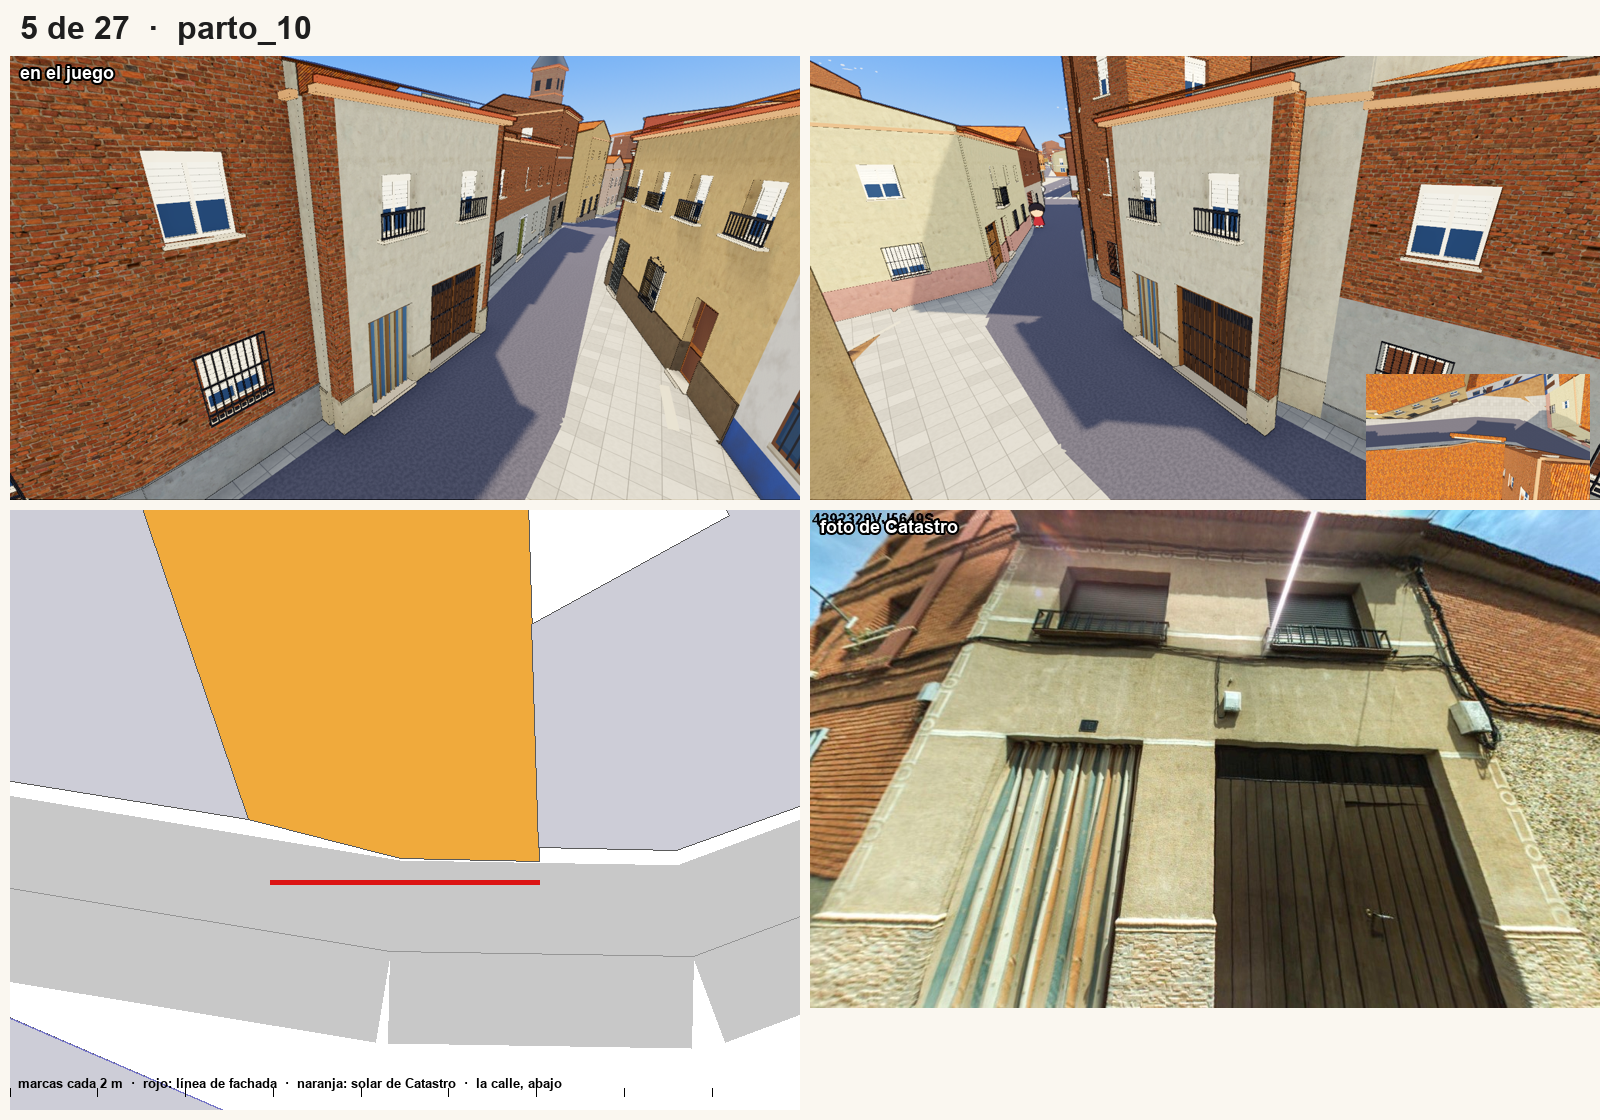 5 de 27 · parto_10
en el juego
4392329VJ5649S
foto de Catastro
marcas cada 2 m · rojo: línea de fachada · naranja: solar de Catastro · la calle, abajo